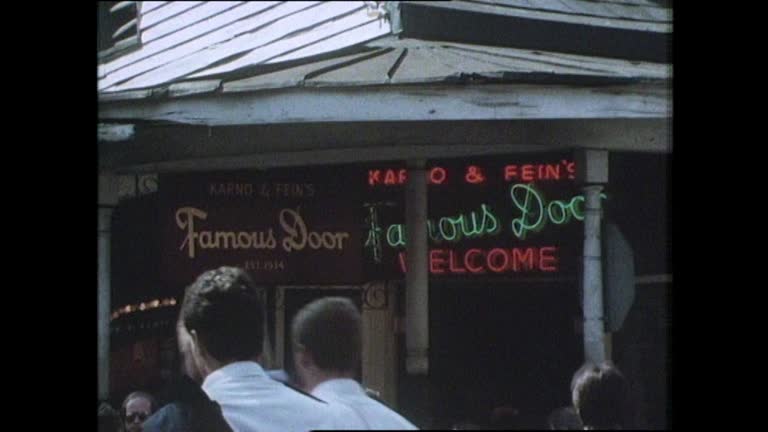 KARNO & FEIN'S
Famous Door
EST. 1934
KARNO & FEIN'S
Famous Door
WELCOME